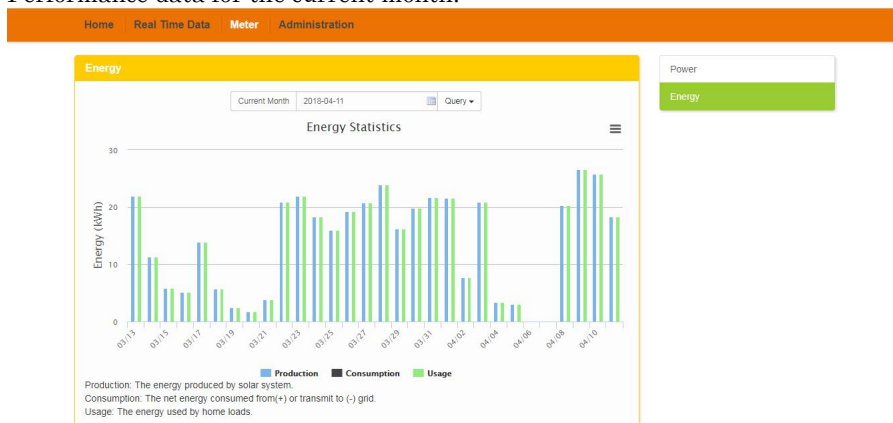 Performance data for the current month.
Home Real Time Data Meter Administration
Energy
Current Month 2018-04-11 Query
Power
Energy
Energy Statistics
Energy (kWh)
30
20
10
0
03/13 03/15 03/17 03/19 03/21 03/23 03/25 03/27 03/29 03/31 04/02 04/04 04/06 04/08 04/10
Production Consumption Usage
Production: The energy produced by solar system.
Consumption: The net energy consumed from(+) or transmit to (-) grid.
Usage: The energy used by home loads.